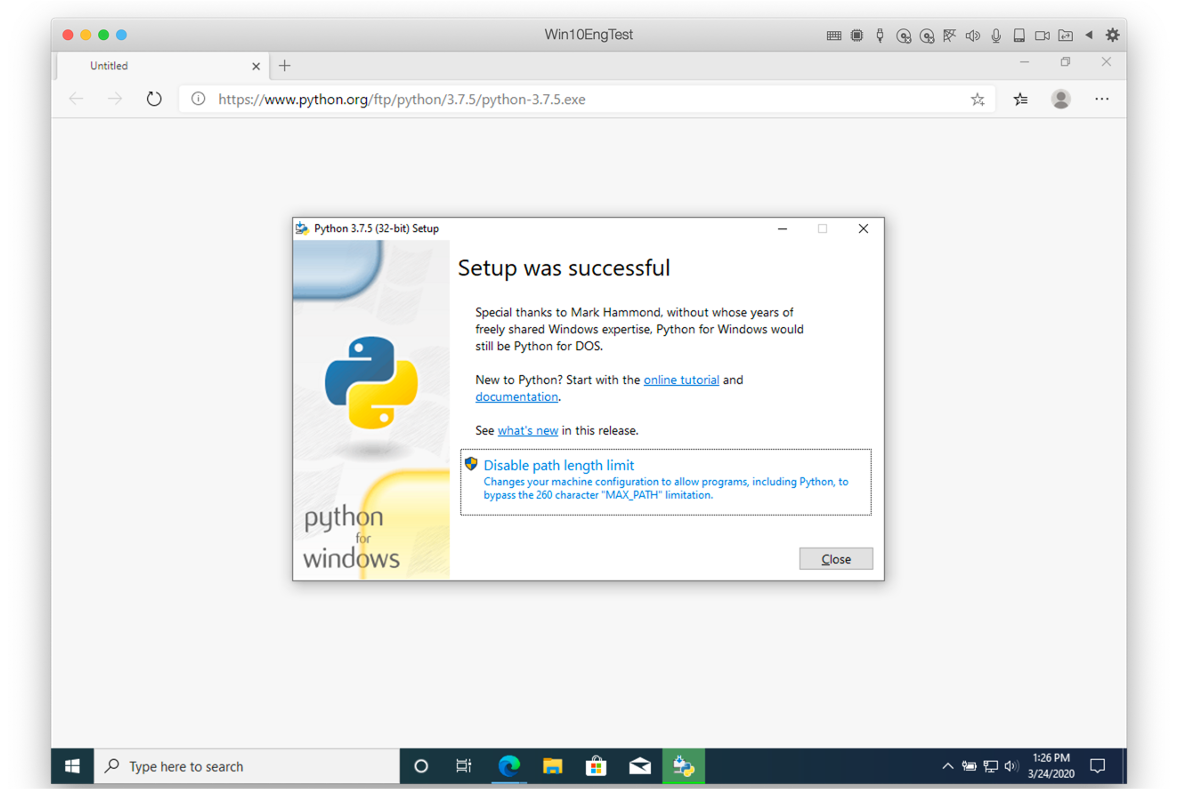 Win10EngTest
Untitled
https://www.python.org/ftp/python/3.7.5/python-3.7.5.exe
Python 3.7.5 (32-bit) Setup
Setup was successful
Special thanks to Mark Hammond, without whose years of
freely shared Windows expertise, Python for Windows would
still be Python for DOS.
New to Python? Start with the online tutorial and
documentation.
See what's new in this release.
Disable path length limit
Changes your machine configuration to allow programs, including Python, to
bypass the 260 character "MAX_PATH" limitation.
python
for
windows
Close
Type here to search
1:26 PM
3/24/2020